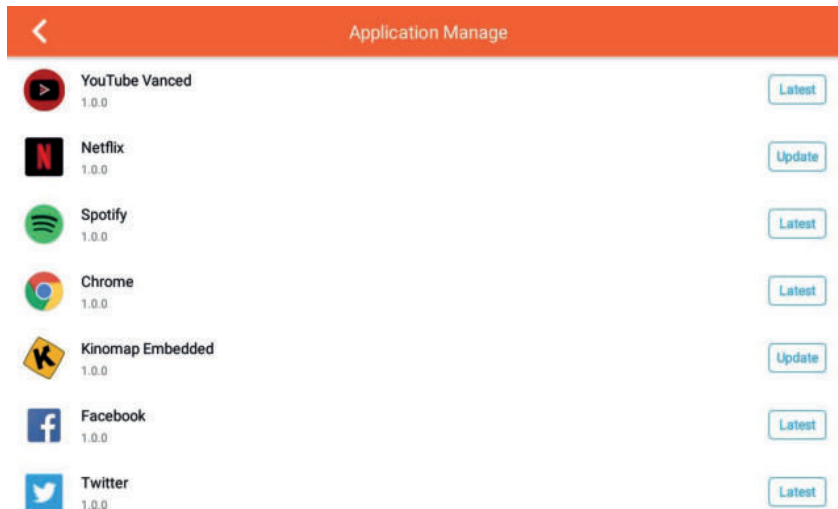 Application Manage
YouTube Vanced
1.0.0
Latest
Netflix
1.0.0
Update
Spotify
1.0.0
Latest
Chrome
1.0.0
Latest
Kinomap Embedded
1.0.0
Update
Facebook
1.0.0
Latest
Twitter
1.0.0
Latest